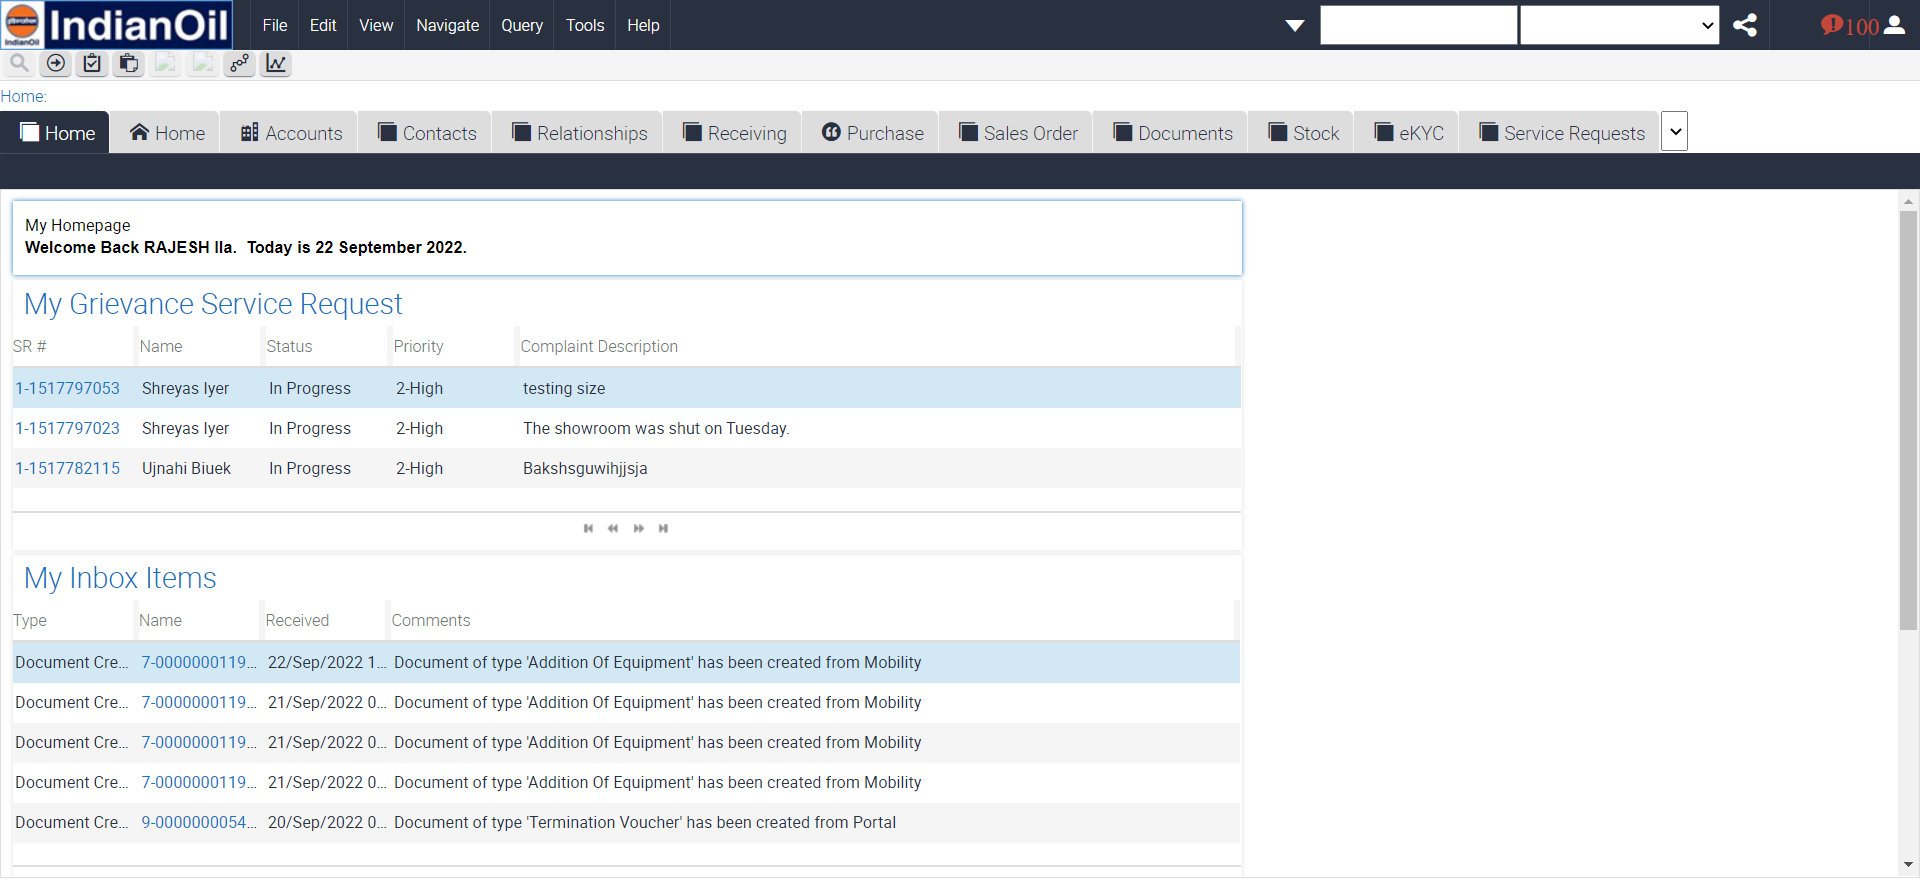 IndianOil File Edit View Navigate Query Tools Help 100
IndianOil
Home:
Home Home Accounts Contacts Relationships Receiving Purchase Sales Order Documents Stock eKYC Service Requests
My Homepage
Welcome Back RAJESH lla. Today is 22 September 2022.
My Grievance Service Request
SR # Name Status Priority Complaint Description
1-1517797053 Shreyas Iyer In Progress 2-High testing size
1-1517797023 Shreyas Iyer In Progress 2-High The showroom was shut on Tuesday.
1-1517782115 Ujnahi Biuek In Progress 2-High Bakshsguwihjjsja
My Inbox Items
Type Name Received Comments
Document Cre... 7-0000000119... 22/Sep/2022 1... Document of type 'Addition Of Equipment' has been created from Mobility
Document Cre... 7-0000000119... 21/Sep/2022 0... Document of type 'Addition Of Equipment' has been created from Mobility
Document Cre... 7-0000000119... 21/Sep/2022 0... Document of type 'Addition Of Equipment' has been created from Mobility
Document Cre... 7-0000000119... 21/Sep/2022 0... Document of type 'Addition Of Equipment' has been created from Mobility
Document Cre... 9-0000000054... 20/Sep/2022 0... Document of type 'Termination Voucher' has been created from Portal